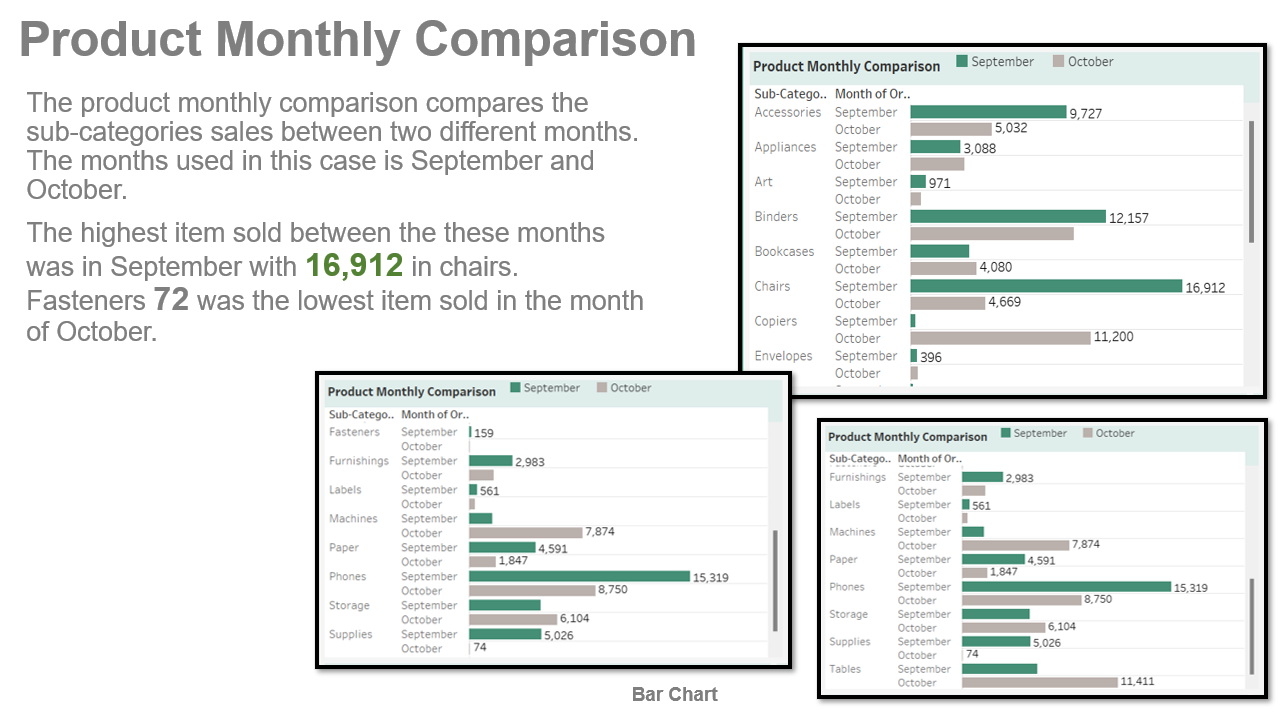 Product Monthly Comparison
The product monthly comparison compares the
sub-categories sales between two different months.
The months used in this case is September and
October.
The highest item sold between the these months
was in September with 16,912 in chairs.
Fasteners 72 was the lowest item sold in the month
of October.
Product Monthly Comparison September October
Sub-Catego.. Month of Or..
Accessories September 9,727
October 5,032
Appliances September 3,088
October
Art September 971
October
Binders September 12,157
October
Bookcases September
October 4,080
Chairs September 16,912
October 4,669
Copiers September
October 11,200
Envelopes September 396
October
Product Monthly Comparison September October
Sub-Catego.. Month of Or..
Fasteners September 159
October
Furnishings September 2,983
October
Labels September 561
October
Machines September
October 7,874
Paper September 4,591
October 1,847
Phones September 15,319
October 8,750
Storage September
October 6,104
Supplies September 5,026
October 74
Product Monthly Comparison September October
Sub-Catego.. Month of Or..
Furnishings September 2,983
October
Labels September 561
October
Machines September
October 7,874
Paper September 4,591
October 1,847
Phones September 15,319
October 8,750
Storage September
October 6,104
Supplies September 5,026
October 74
Tables September
October 11,411
Bar Chart